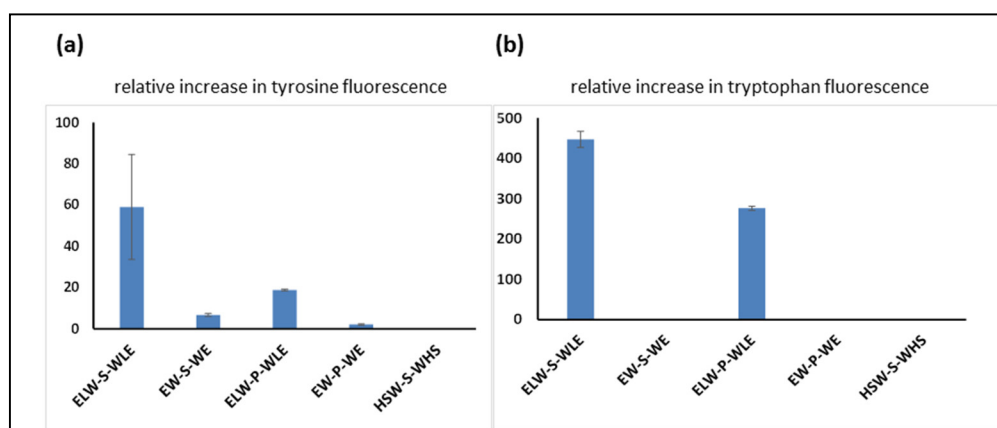 (a)
relative increase in tyrosine fluorescence
100
80
60
40
20
0
ELW-S-WLE
EW-S-WE
ELW-P-WLE
EW-P-WE
HSW-S-WHS
(b)
relative increase in tryptophan fluorescence
500
400
300
200
100
0
ELW-S-WLE
EW-S-WE
ELW-P-WLE
EW-P-WE
HSW-S-WHS